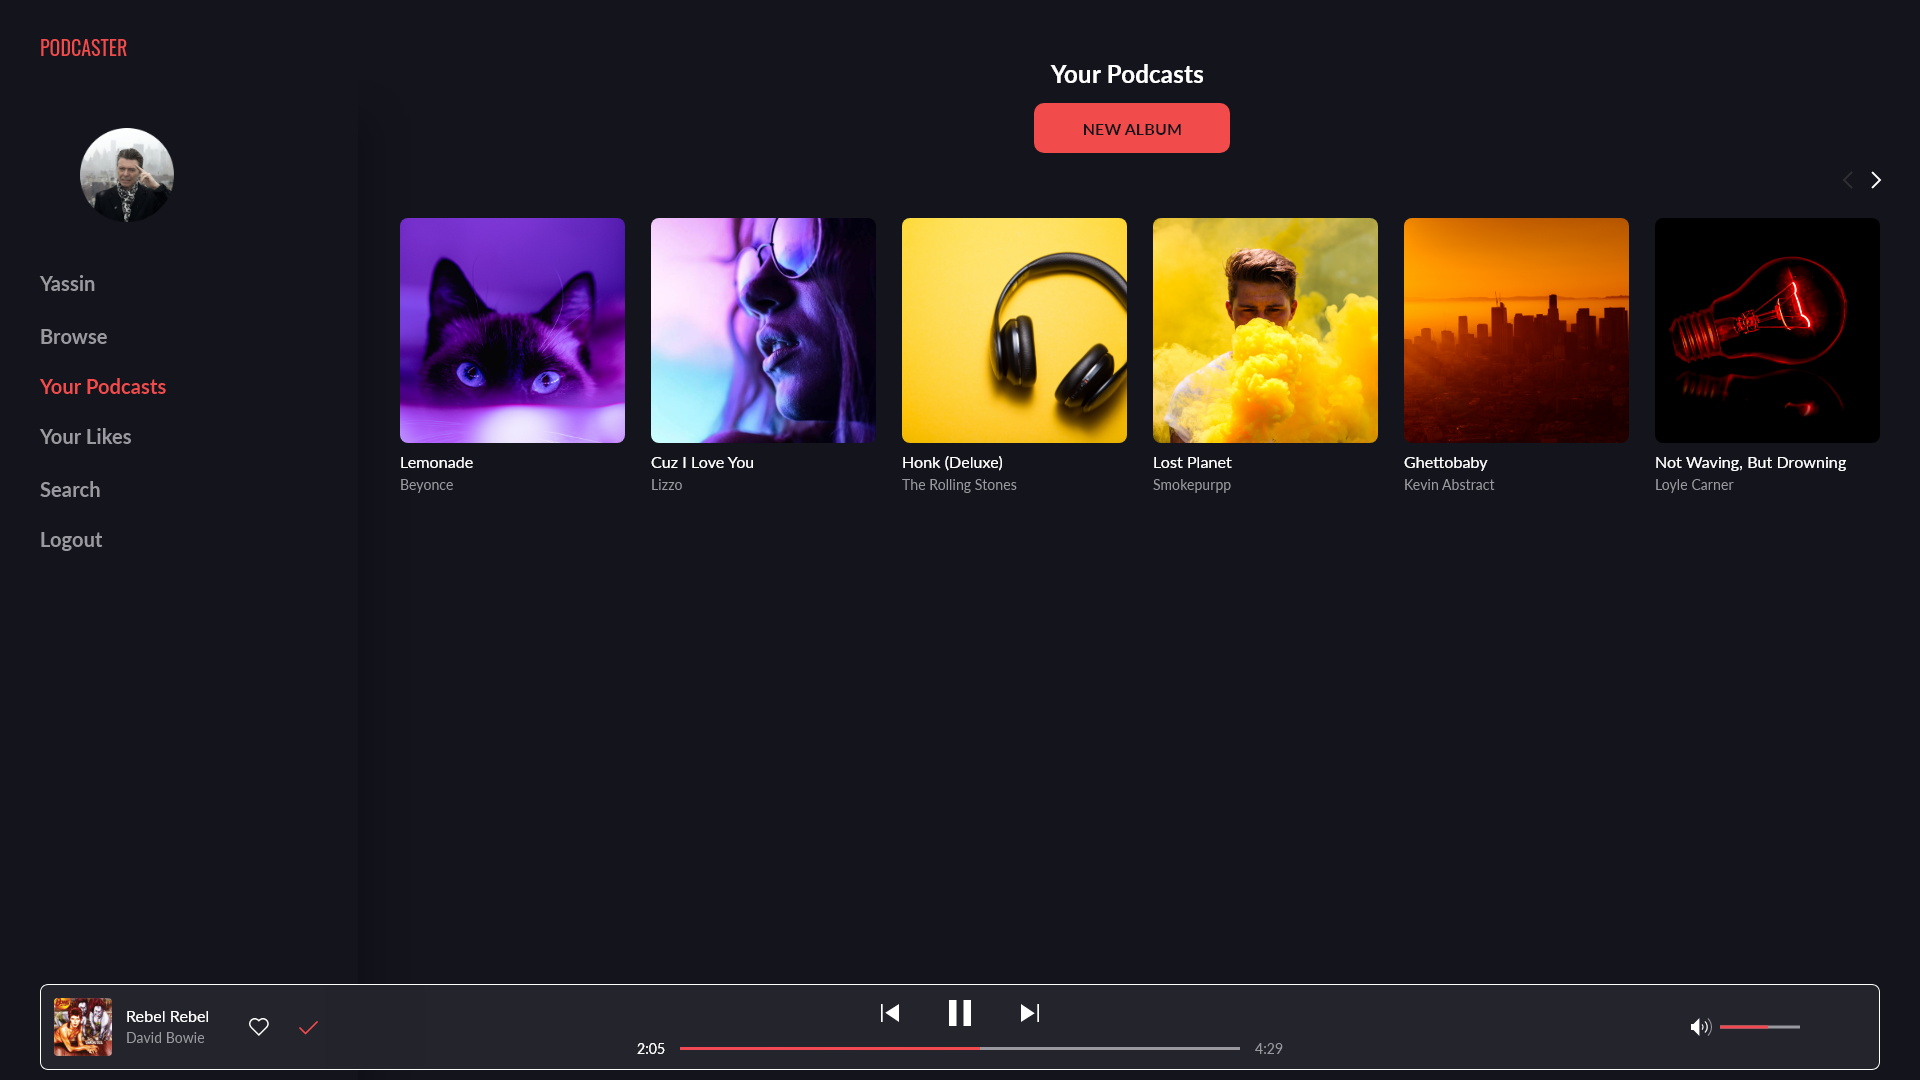 PODCASTER
Yassin
Browse
Your Podcasts
Your Likes
Search
Logout
Your Podcasts
NEW ALBUM
Lemonade
Beyonce
Cuz I Love You
Lizzo
Honk (Deluxe)
The Rolling Stones
Lost Planet
Smokepurpp
Ghettobaby
Kevin Abstract
Not Waving, But Drowning
Loyle Carner
Rebel Rebel
David Bowie
2:05
4:29